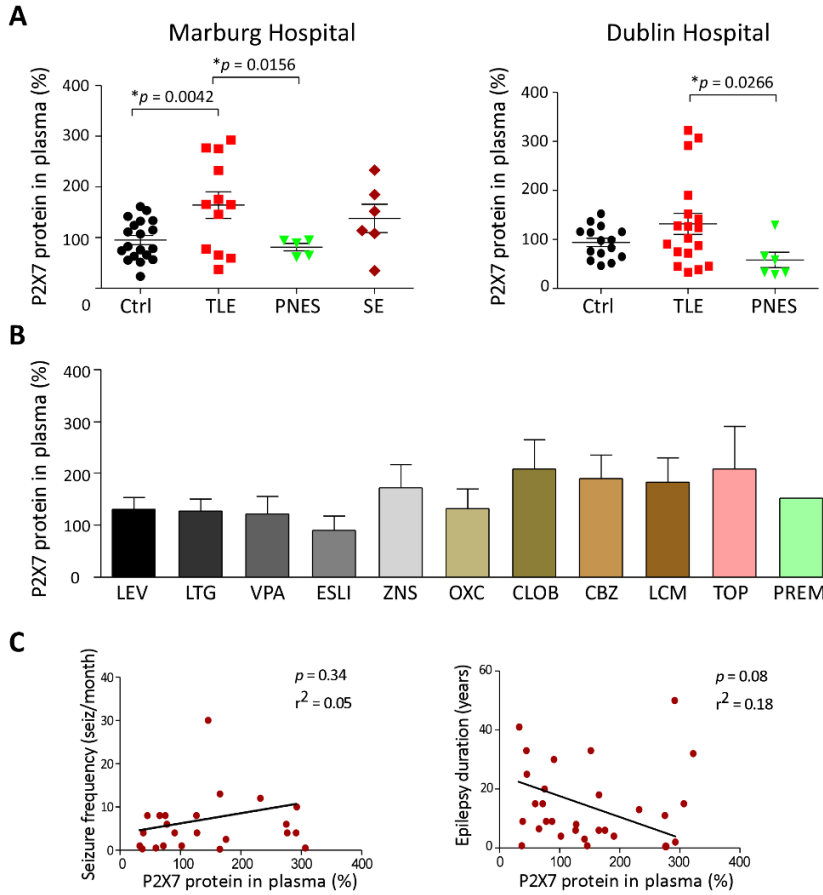 A
Marburg Hospital
Dublin Hospital
P2X7 protein in plasma (%)
400
300
200
100
0
*p = 0.0042
*p = 0.0156
Ctrl TLE PNES SE
P2X7 protein in plasma (%)
400
300
200
100
0
*p = 0.0266
Ctrl TLE PNES
B
P2X7 protein in plasma (%)
400
300
200
100
0
LEV LTG VPA ESLI ZNS OXC CLOB CBZ LCM TOP PREM
C
Seizure frequency (seiz/month)
40
30
20
10
0
p = 0.34
r² = 0.05
0 100 200 300 400
P2X7 protein in plasma (%)
Epilepsy duration (years)
60
40
20
0
p = 0.08
r² = 0.18
0 100 200 300 400
P2X7 protein in plasma (%)